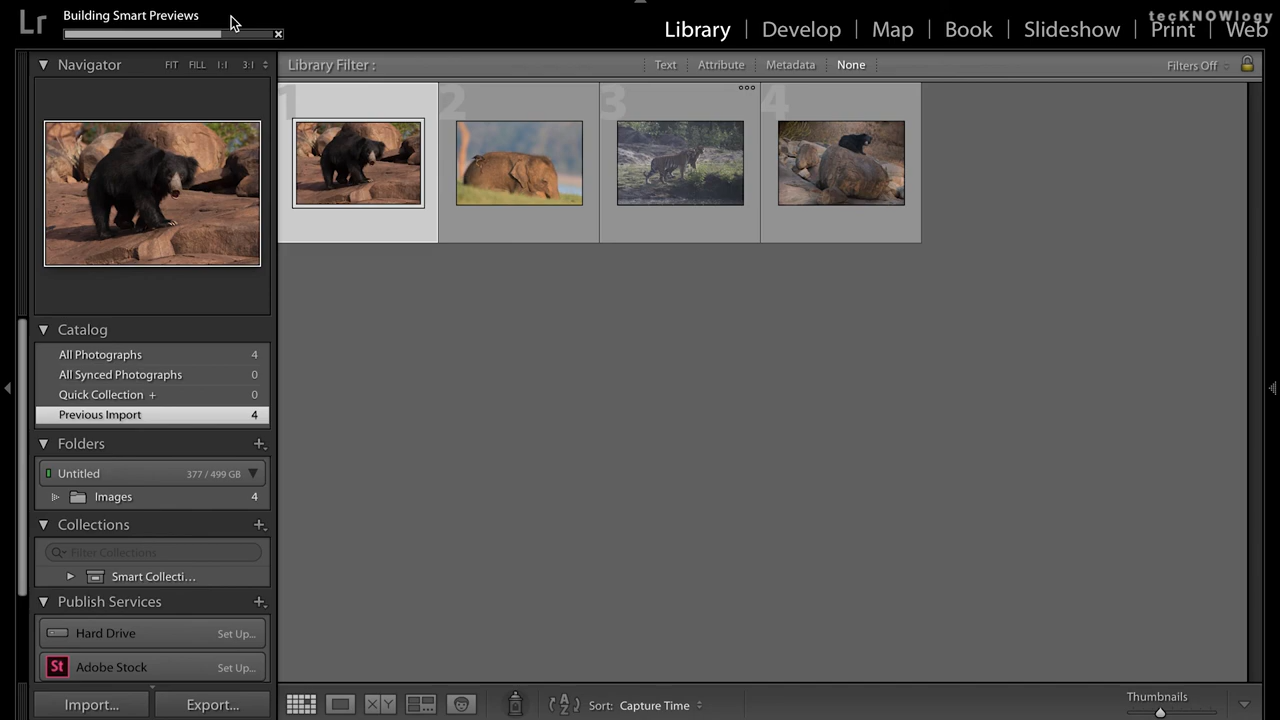 Lr
Building Smart Previews
tecKNOWlogy
Library | Develop | Map | Book | Slideshow | Print | Web
Navigator FIT FILL 1:1 3:1
Library Filter : Text Attribute Metadata None Filters Off
1 2 3 4
Catalog
All Photographs 4
All Synced Photographs 0
Quick Collection + 0
Previous Import 4
Folders
Untitled 377 / 499 GB
Images 4
Collections
Filter Collections
Smart Collecti...
Publish Services
Hard Drive Set Up...
St Adobe Stock Set Up...
Import... Export...
XY
Sort: Capture Time
Thumbnails